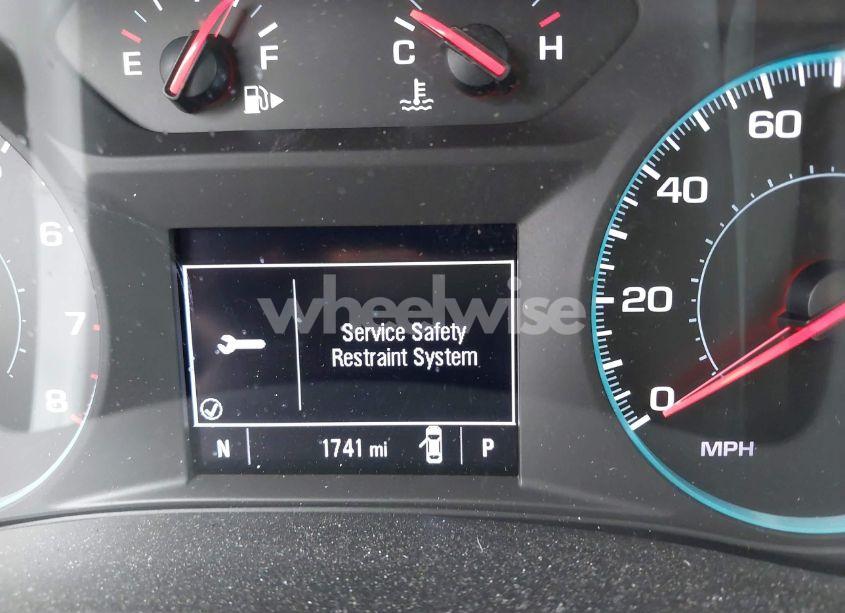 E F C H
60
40
20
0
MPH
6
7
8
wheelwise
Service Safety
Restraint System
N 1741 mi P